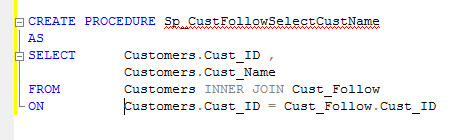 CREATE PROCEDURE Sp_CustFollowSelectCustName
AS
SELECT Customers.Cust_ID ,
Customers.Cust_Name
FROM Customers INNER JOIN Cust_Follow
ON Customers.Cust_ID = Cust_Follow.Cust_ID